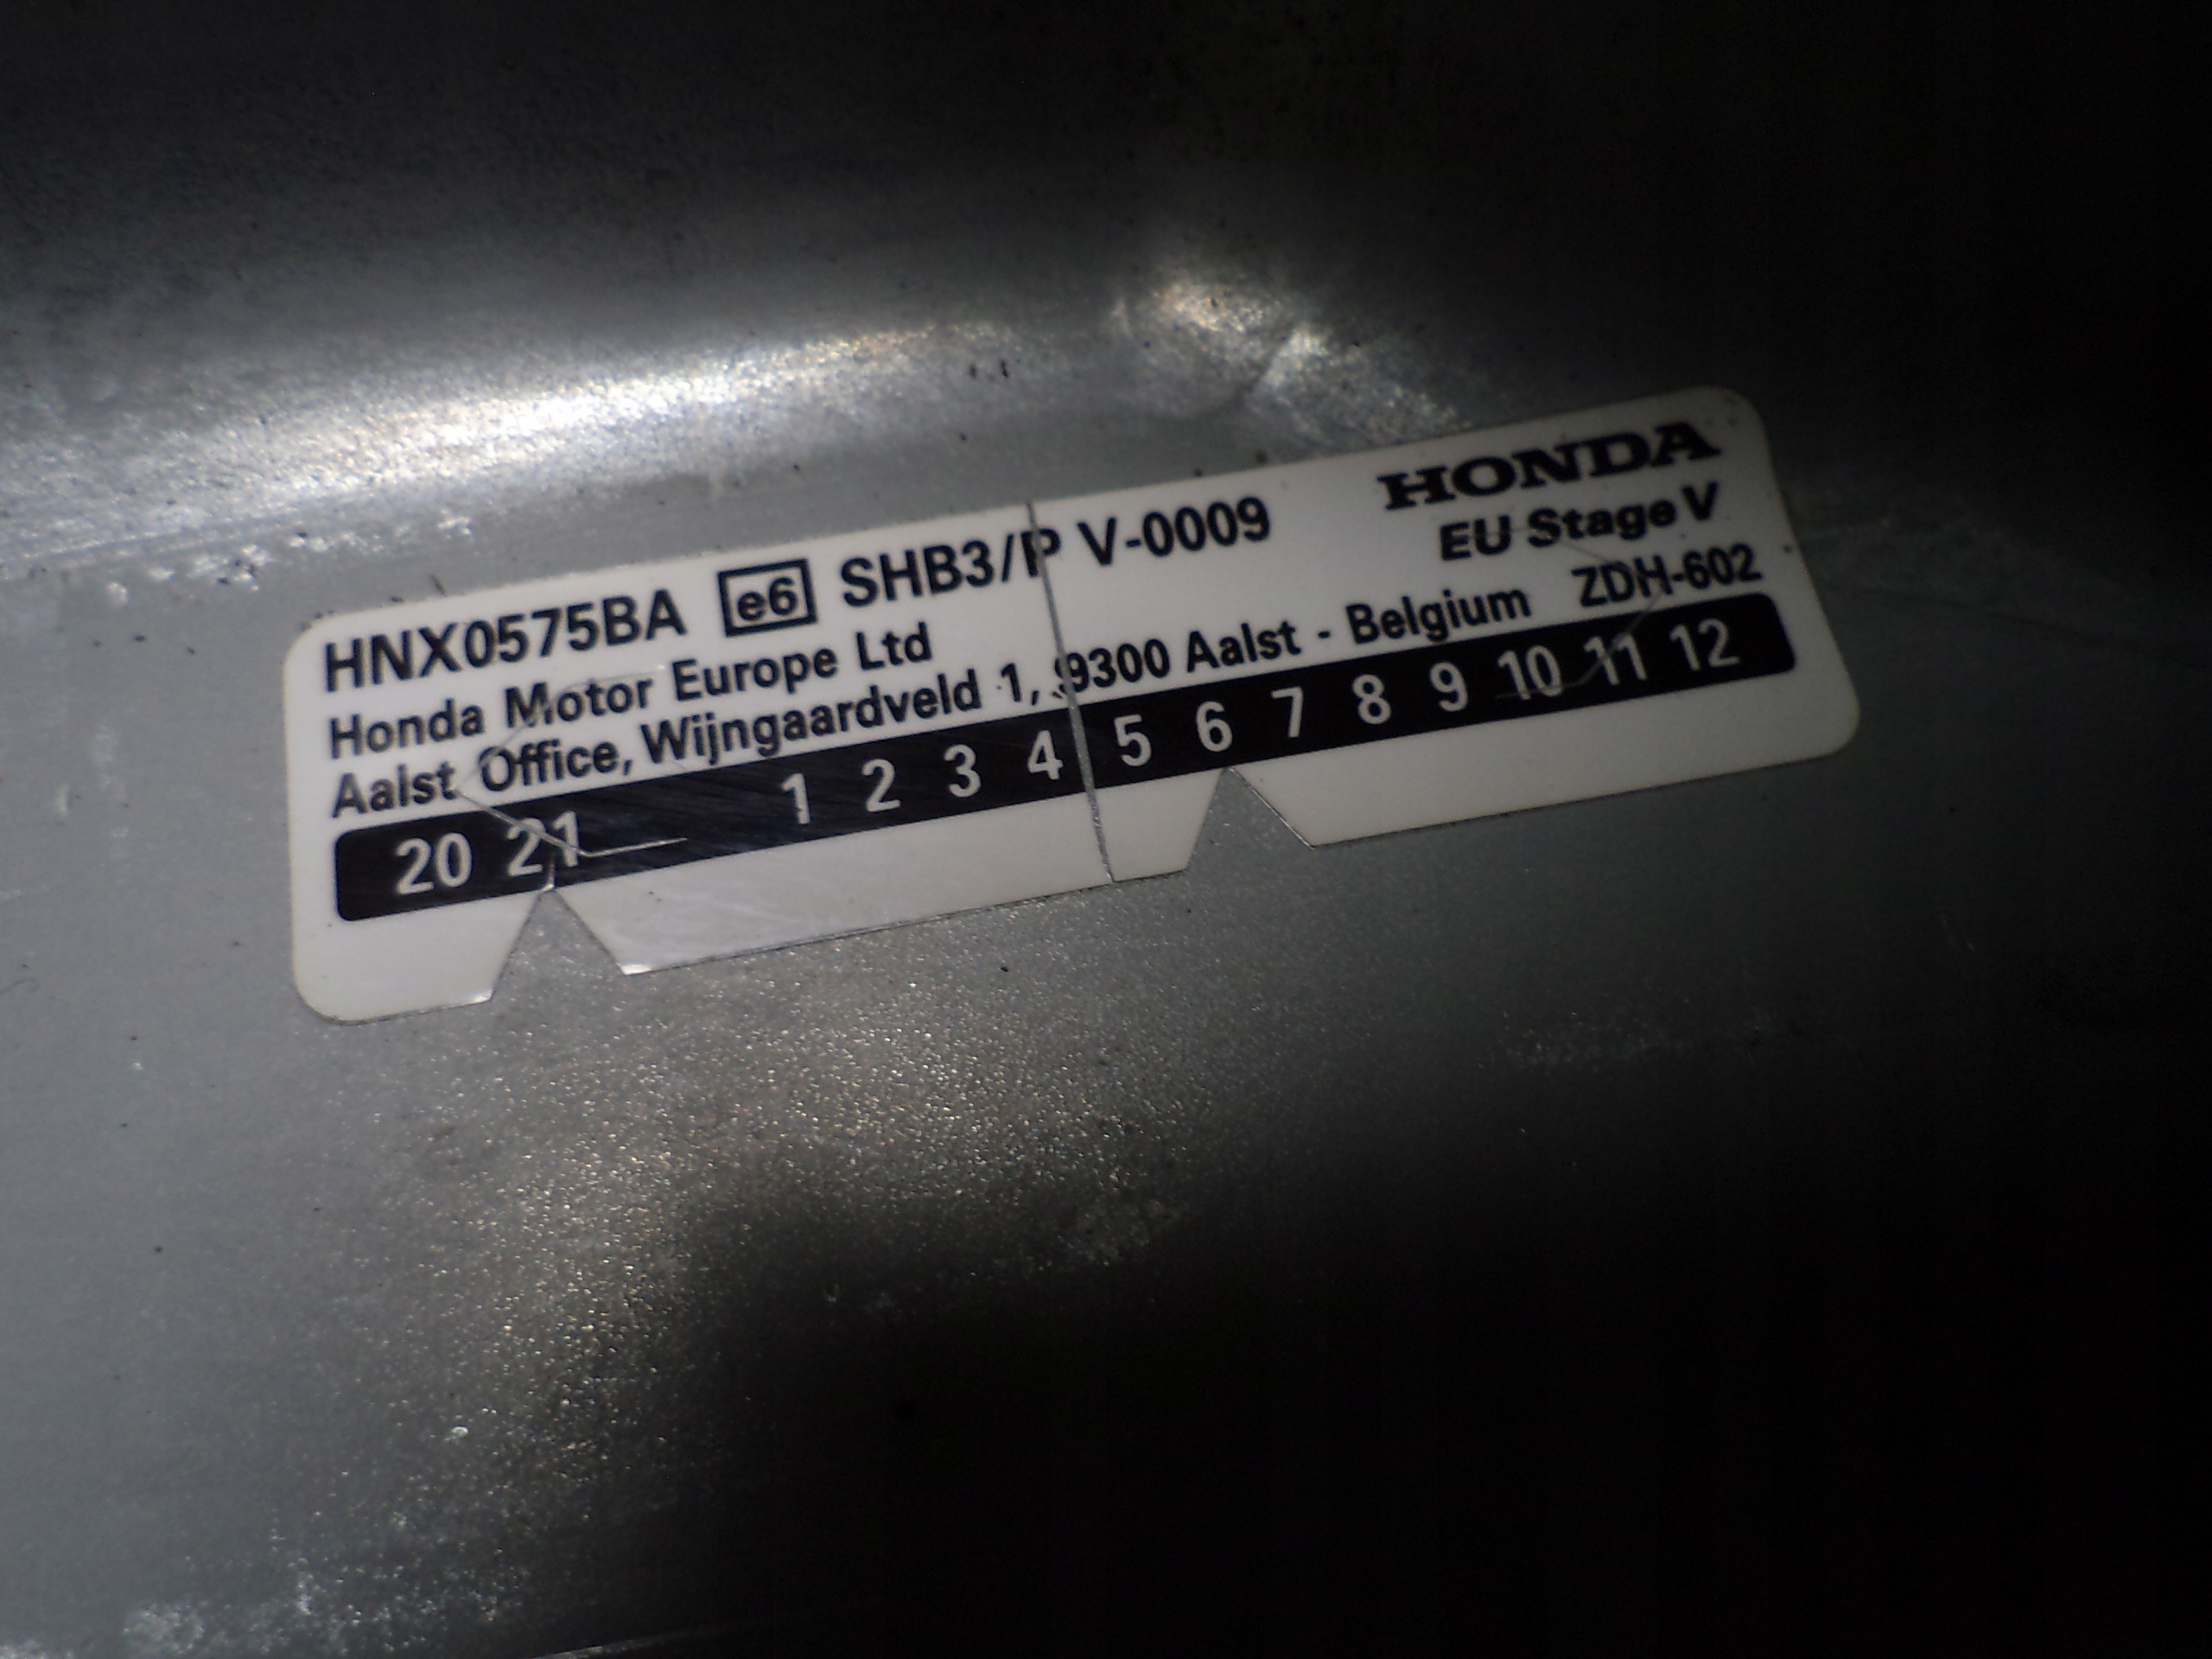 HONDA
HNX0575BA e6 SHB3/P V-0009 EU Stage V
Honda Motor Europe Ltd
Aalst Office, Wijngaardveld 1, 9300 Aalst - Belgium ZDH-602
20 21 1 2 3 4 5 6 7 8 9 10 11 12